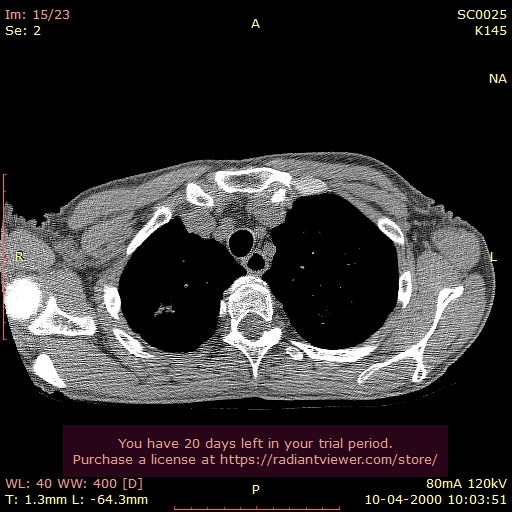 Im: 15/23
Se: 2
A
SC0025
K145
NA
R
L
You have 20 days left in your trial period.
Purchase a license at https://radiantviewer.com/store/
WL: 40 WW: 400 [D]
T: 1.3mm L: -64.3mm
P
80mA 120kV
10-04-2000 10:03:51